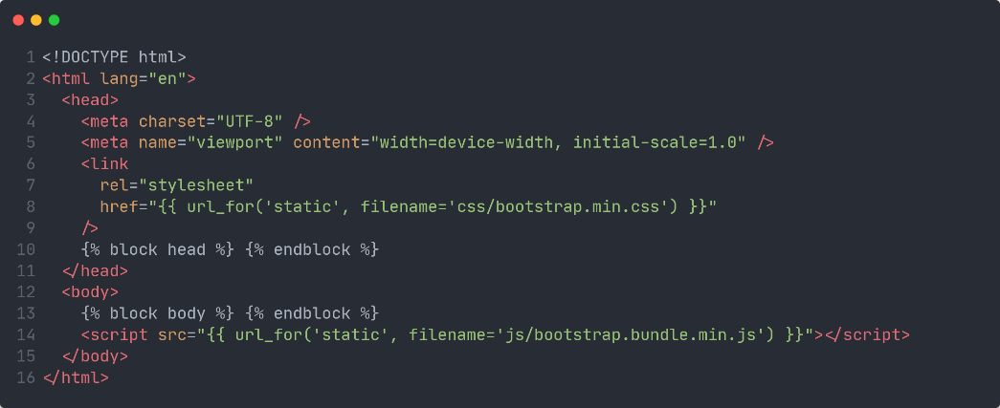 1 <!DOCTYPE html>
2 <html lang="en">
3   <head>
4     <meta charset="UTF-8" />
5     <meta name="viewport" content="width=device-width, initial-scale=1.0" />
6     <link
7       rel="stylesheet"
8       href="{{ url_for('static', filename='css/bootstrap.min.css') }}"
9     />
10     {% block head %} {% endblock %}
11   </head>
12   <body>
13     {% block body %} {% endblock %}
14     <script src="{{ url_for('static', filename='js/bootstrap.bundle.min.js') }}"></script>
15   </body>
16 </html>